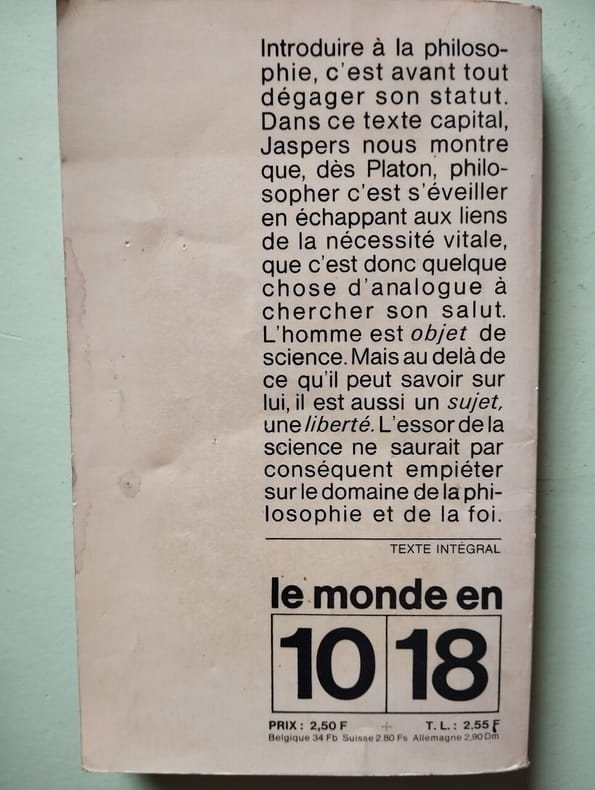 Introduire à la philoso-
phie, c'est avant tout
dégager son statut.
Dans ce texte capital,
Jaspers nous montre
que, dès Platon, philo-
sopher c'est s'éveiller
en échappant aux liens
de la nécessité vitale,
que c'est donc quelque
chose d'analogue à
chercher son salut.
L'homme est objet de
science. Mais au delà de
ce qu'il peut savoir sur
lui, il est aussi un sujet,
une liberté. L'essor de la
science ne saurait par
conséquent empiéter
sur le domaine de la phi-
losophie et de la foi.
TEXTE INTÉGRAL
le monde en
10 18
PRIX : 2,50 F + T. L. : 2,55 F
Belgique 34 Fb Suisse 2.80 Fs Allemagne 2,90 Dm